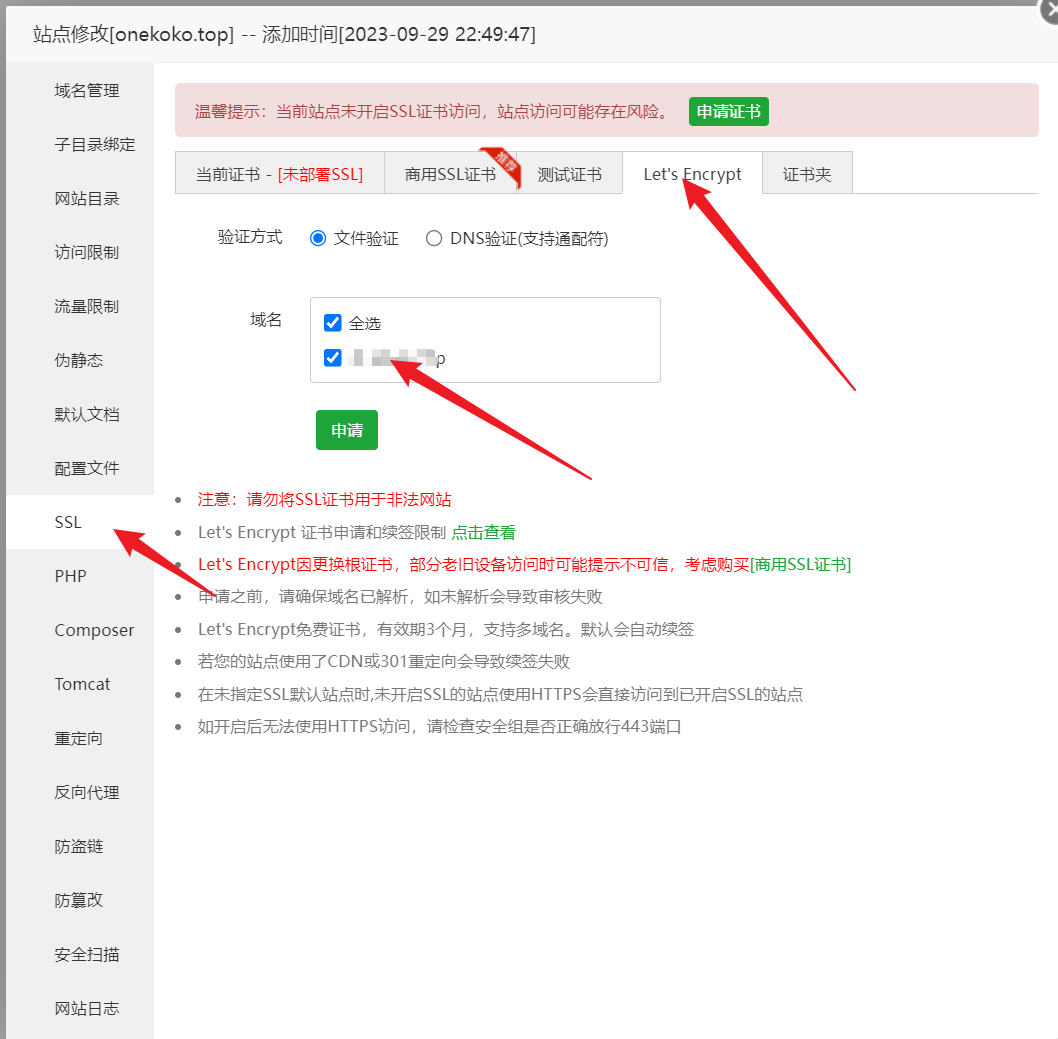 站点修改[onekoko.top] -- 添加时间[2023-09-29 22:49:47]
域名管理
子目录绑定
网站目录
访问限制
流量限制
伪静态
默认文档
配置文件
SSL
PHP
Composer
Tomcat
重定向
反向代理
防盗链
防篡改
安全扫描
网站日志
温馨提示：当前站点未开启SSL证书访问，站点访问可能存在风险。 申请证书
当前证书 - [未部署SSL] 商用SSL证书 推荐 测试证书 Let's Encrypt 证书夹
验证方式 文件验证 DNS验证(支持通配符)
域名 全选
p
申请
注意：请勿将SSL证书用于非法网站
Let's Encrypt 证书申请和续签限制 点击查看
Let's Encrypt因更换根证书，部分老旧设备访问时可能提示不可信，考虑购买[商用SSL证书]
申请之前，请确保域名已解析，如未解析会导致审核失败
Let's Encrypt免费证书，有效期3个月，支持多域名。默认会自动续签
若您的站点使用了CDN或301重定向会导致续签失败
在未指定SSL默认站点时,未开启SSL的站点使用HTTPS会直接访问到已开启SSL的站点
如开启后无法使用HTTPS访问，请检查安全组是否正确放行443端口